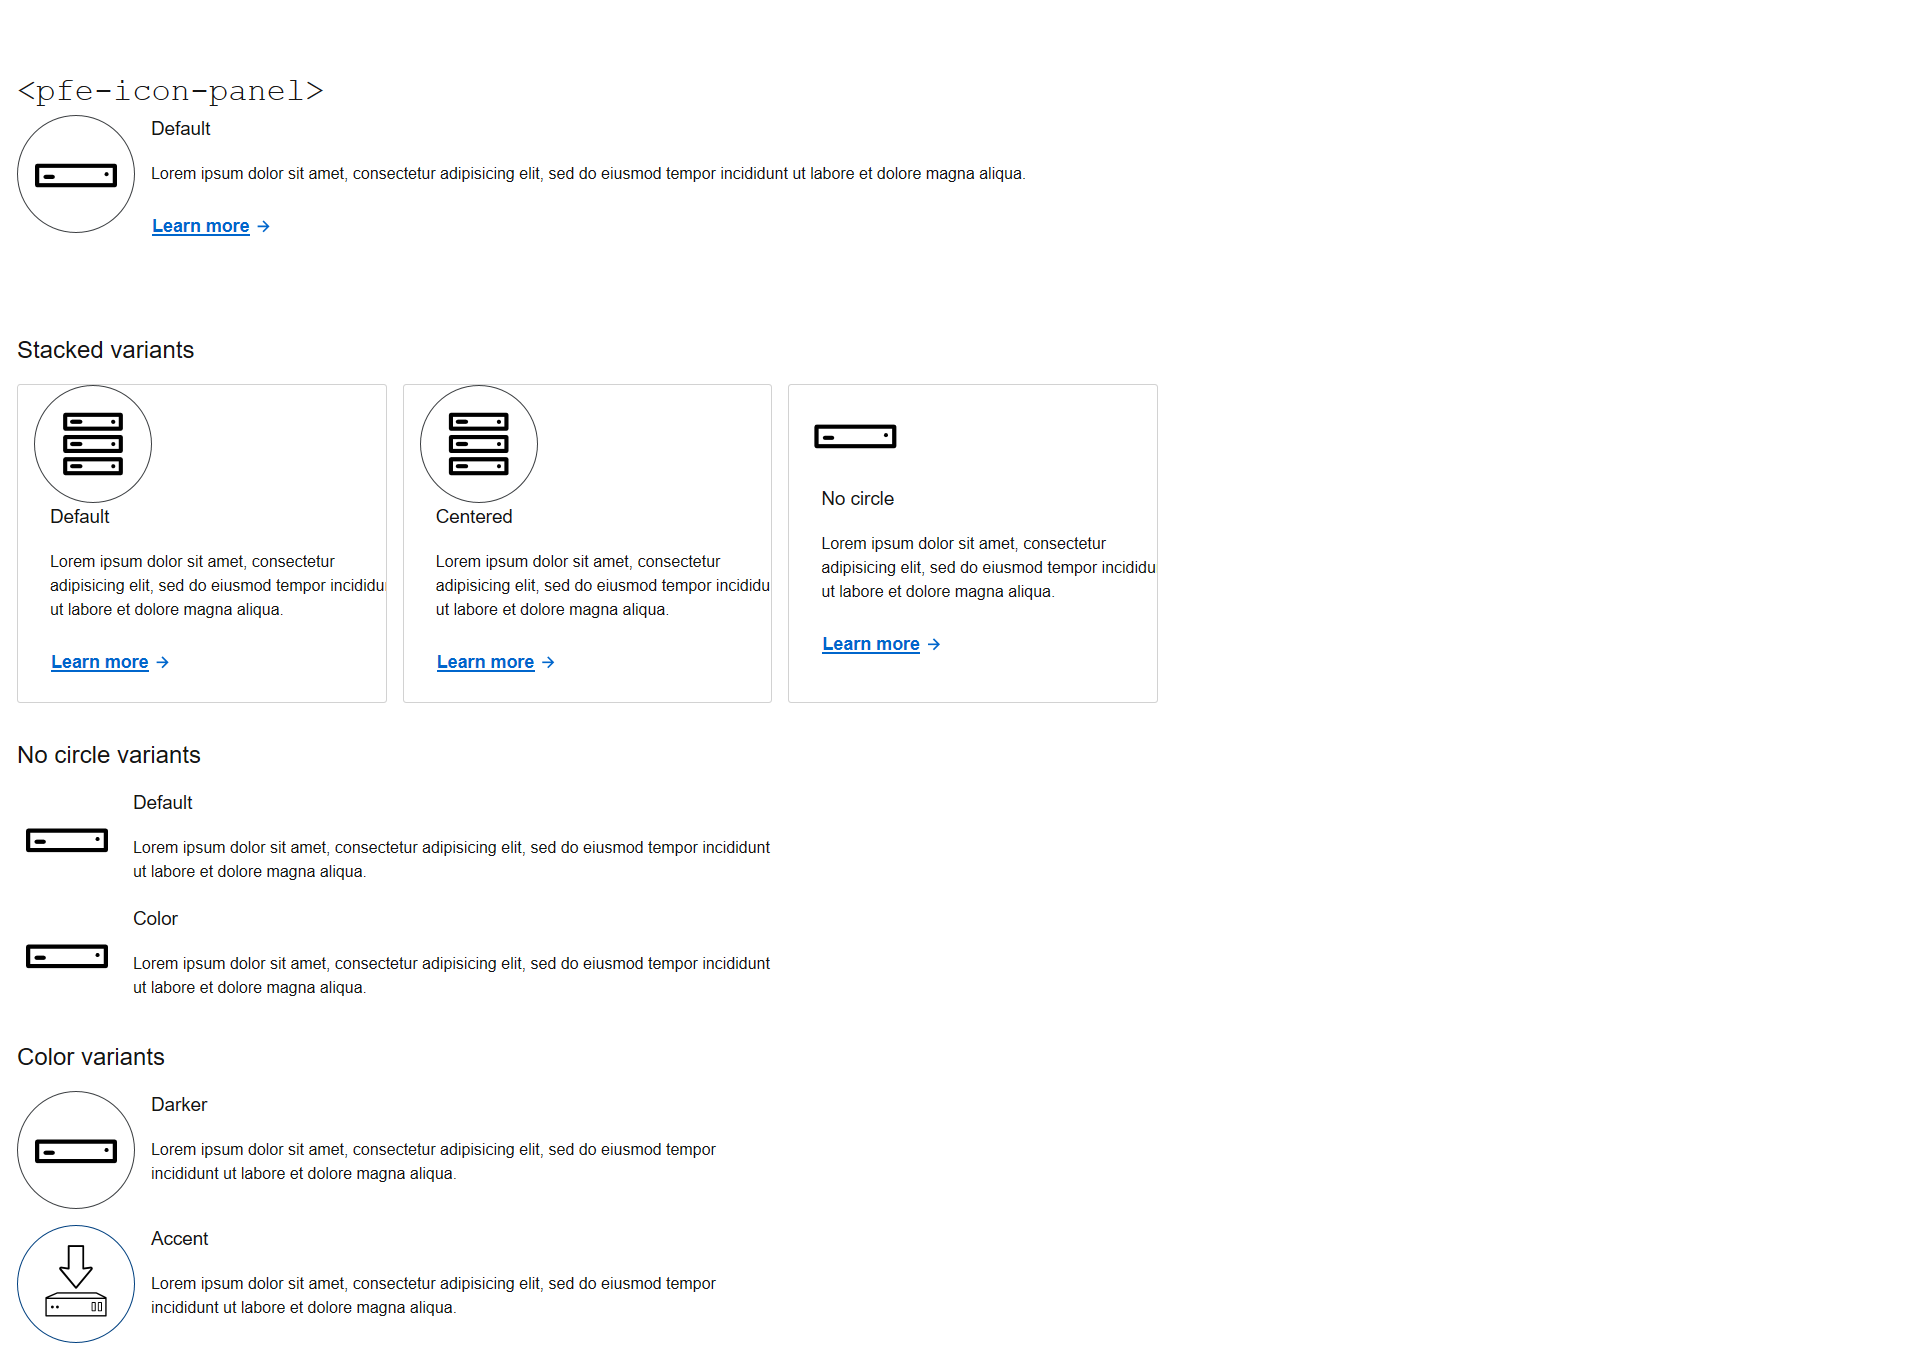 <pfe-icon-panel>
Default
Lorem ipsum dolor sit amet, consectetur adipisicing elit, sed do eiusmod tempor incididunt ut labore et dolore magna aliqua.
Learn more →
Stacked variants
Default
Lorem ipsum dolor sit amet, consectetur
adipisicing elit, sed do eiusmod tempor incididu
ut labore et dolore magna aliqua.
Learn more →
Centered
Lorem ipsum dolor sit amet, consectetur
adipisicing elit, sed do eiusmod tempor incididu
ut labore et dolore magna aliqua.
Learn more →
No circle
Lorem ipsum dolor sit amet, consectetur
adipisicing elit, sed do eiusmod tempor incididu
ut labore et dolore magna aliqua.
Learn more →
No circle variants
Default
Lorem ipsum dolor sit amet, consectetur adipisicing elit, sed do eiusmod tempor incididunt
ut labore et dolore magna aliqua.
Color
Lorem ipsum dolor sit amet, consectetur adipisicing elit, sed do eiusmod tempor incididunt
ut labore et dolore magna aliqua.
Color variants
Darker
Lorem ipsum dolor sit amet, consectetur adipisicing elit, sed do eiusmod tempor
incididunt ut labore et dolore magna aliqua.
Accent
Lorem ipsum dolor sit amet, consectetur adipisicing elit, sed do eiusmod tempor
incididunt ut labore et dolore magna aliqua.